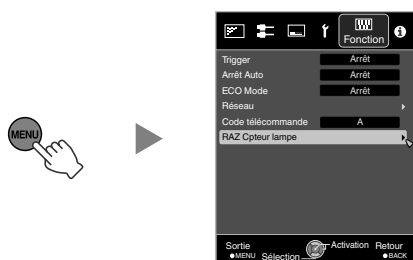 Fonction
Trigger Arrêt
Arrêt Auto Arrêt
ECO Mode Arrêt
Réseau
Code télécommande A
RAZ Cpteur lampe
MENU
Sortie Activation Retour
MENU Sélection BACK